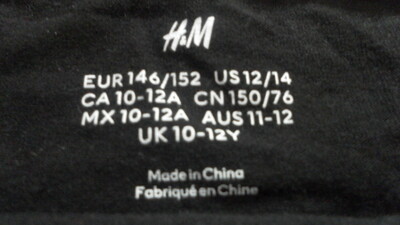 H&M
EUR 146/152 US 12/14
CA 10-12A CN 150/76
MX 10-12A AUS 11-12
UK 10-12Y
Made in China
Fabriqué en Chine